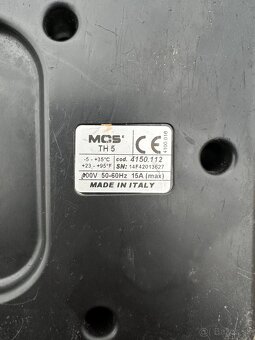 MCS
TH 5
-5 - +35°C cod. 4150.112
+23 - +95°F SN: 14F42013627
50-60Hz 15A (max)
MADE IN ITALY
CE